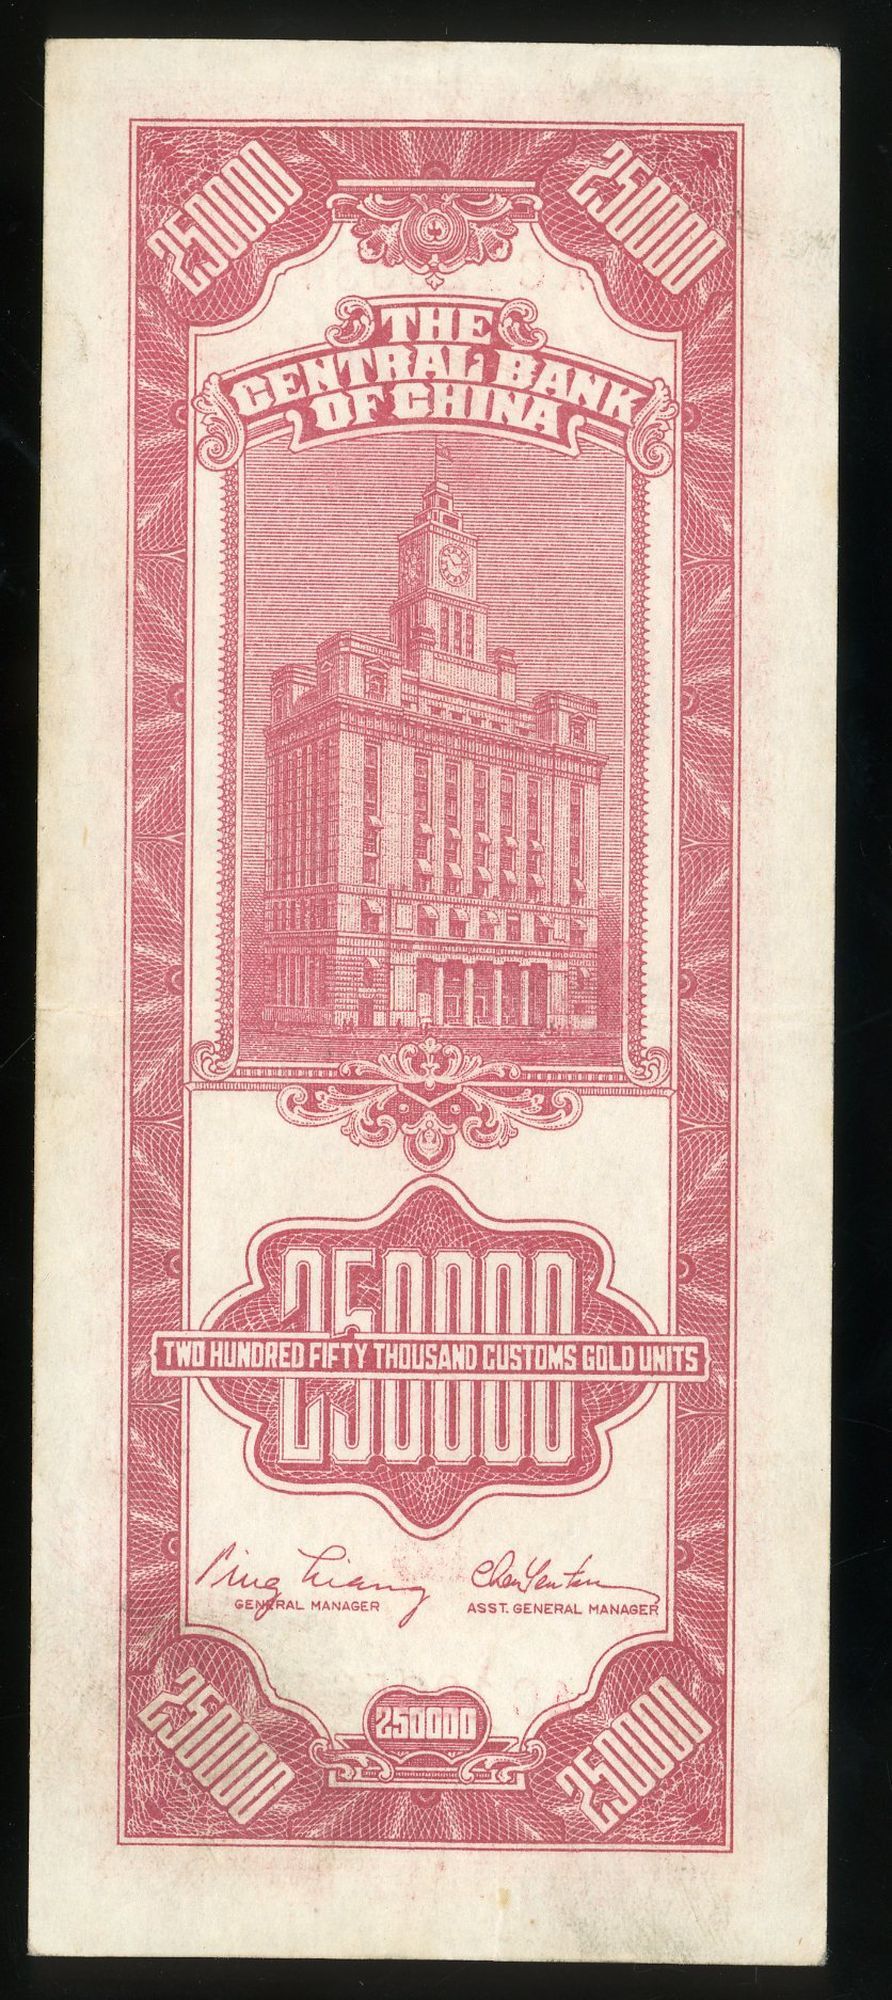 250000
250000
THE
CENTRAL BANK
OF CHINA
250000
TWO HUNDRED FIFTY THOUSAND CUSTOMS GOLD UNITS
GENERAL MANAGER
ASST. GENERAL MANAGER
250000
250000
250000